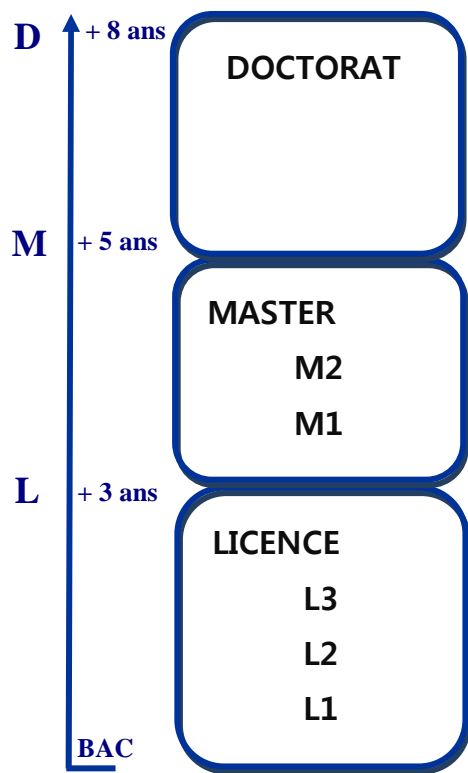 D + 8 ans
DOCTORAT
M + 5 ans
MASTER
M2
M1
L + 3 ans
LICENCE
L3
L2
L1
BAC